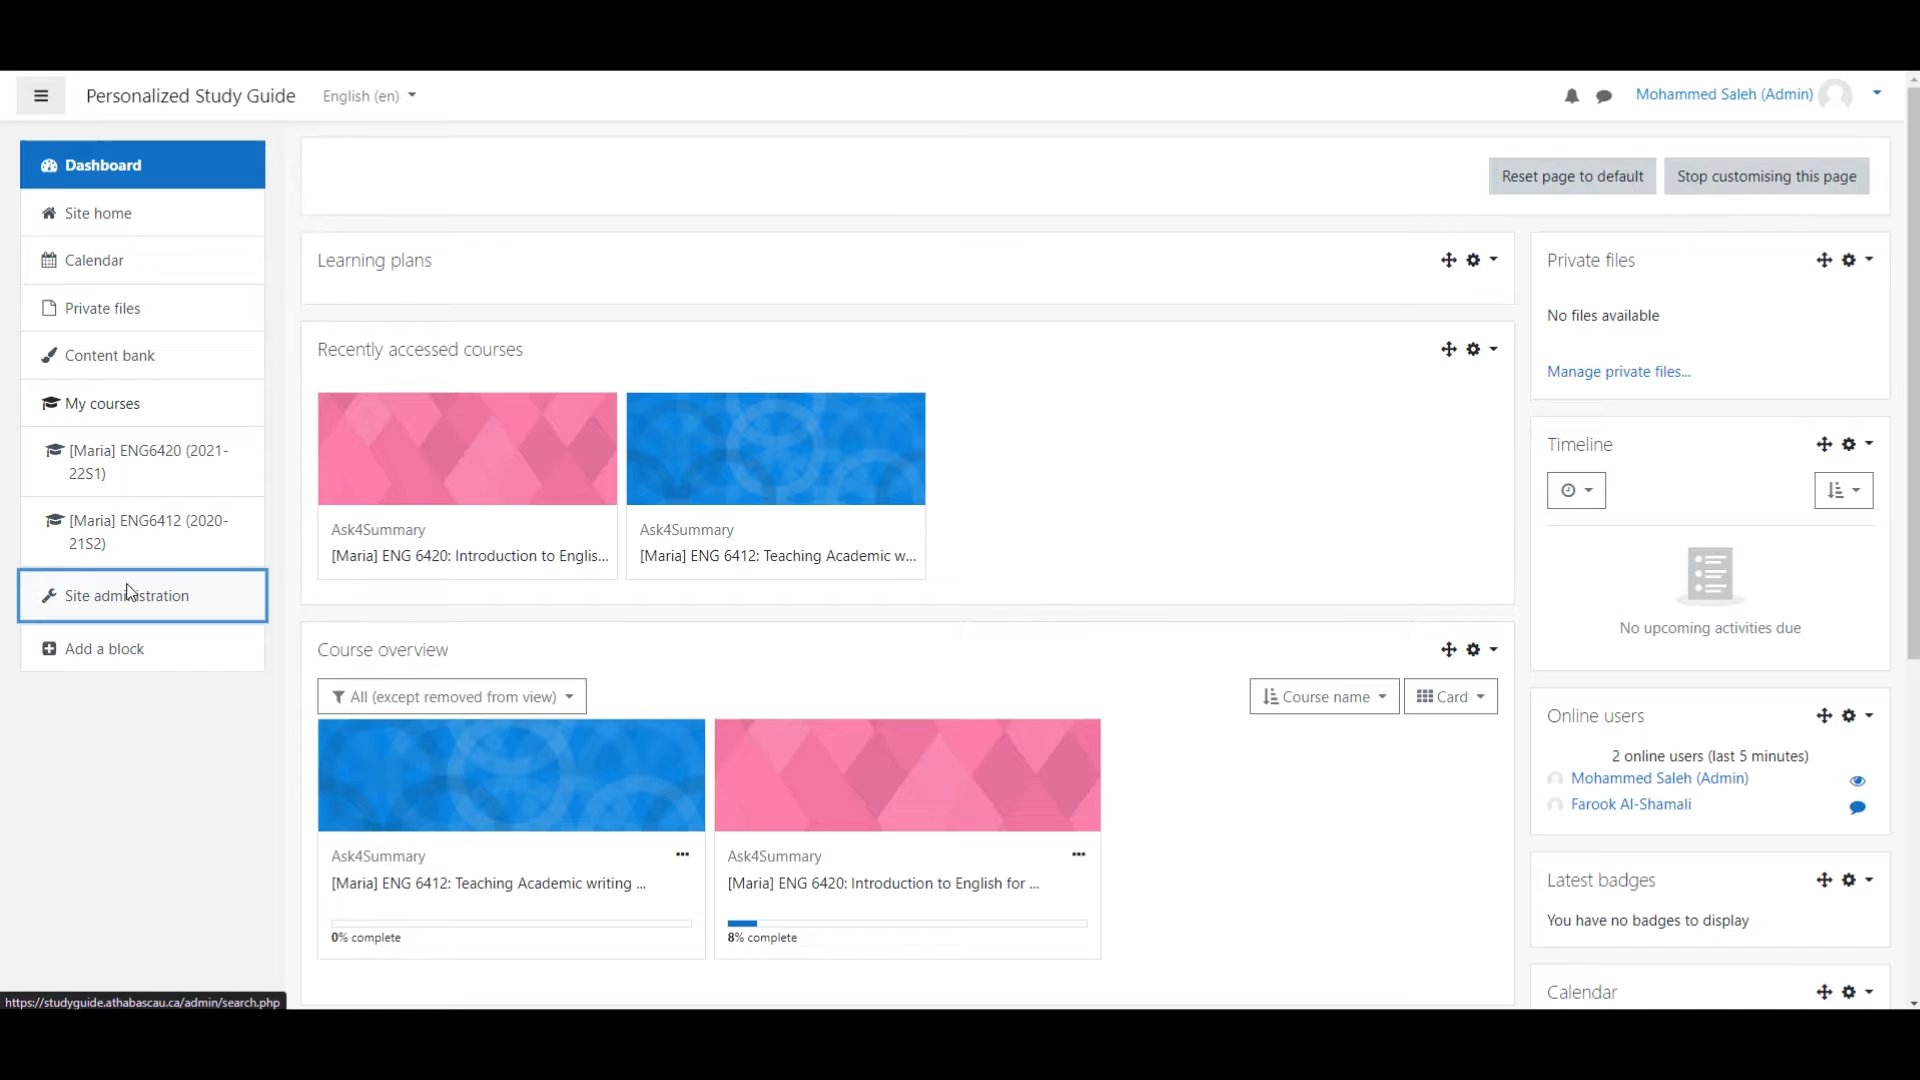 Personalized Study Guide
English (en)
Mohammed Saleh (Admin)
Dashboard
Site home
Calendar
Private files
Content bank
My courses
[Maria] ENG6420 (2021-
22S1)
[Maria] ENG6412 (2020-
21S2)
Site administration
Add a block
Reset page to default
Stop customising this page
Learning plans
Recently accessed courses
Ask4Summary
[Maria] ENG 6420: Introduction to Englis...
Ask4Summary
[Maria] ENG 6412: Teaching Academic w...
Course overview
All (except removed from view)
Course name
Card
Ask4Summary
[Maria] ENG 6412: Teaching Academic writing ...
0% complete
Ask4Summary
[Maria] ENG 6420: Introduction to English for ...
8% complete
Private files
No files available
Manage private files...
Timeline
No upcoming activities due
Online users
2 online users (last 5 minutes)
Mohammed Saleh (Admin)
Farook Al-Shamali
Latest badges
You have no badges to display
Calendar
https://studyguide.athabascau.ca/admin/search.php